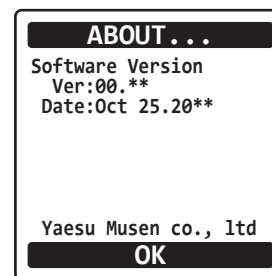 ABOUT...
Software Version
Ver:00.**
Date:Oct 25.20**
Yaesu Musen co., ltd
OK